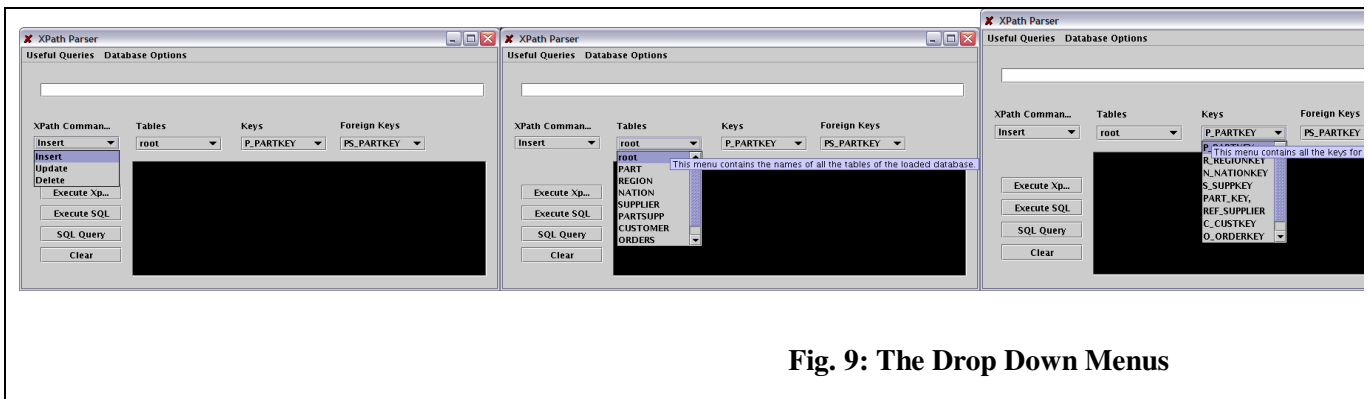 XPath Parser
Useful Queries Database Options
XPath Comman... Tables Keys Foreign Keys
Insert root P_PARTKEY PS_PARTKEY
Insert
Update
Delete
Execute Xp...
Execute SQL
SQL Query
Clear
XPath Parser
Useful Queries Database Options
XPath Comman... Tables Keys Foreign Keys
Insert root P_PARTKEY PS_PARTKEY
root
This menu contains the names of all the tables of the loaded database.
PART
REGION
NATION
SUPPLIER
PARTSUPP
CUSTOMER
ORDERS
Execute Xp...
Execute SQL
SQL Query
Clear
XPath Parser
Useful Queries Database Options
XPath Comman... Tables Keys Foreign Keys
Insert root P_PARTKEY PS_PARTKEY
This menu contains all the keys for
R_REGIONKEY
N_NATIONKEY
S_SUPPKEY
PART_KEY,
REF_SUPPLIER
C_CUSTKEY
O_ORDERKEY
Execute Xp...
Execute SQL
SQL Query
Clear
Fig. 9: The Drop Down Menus